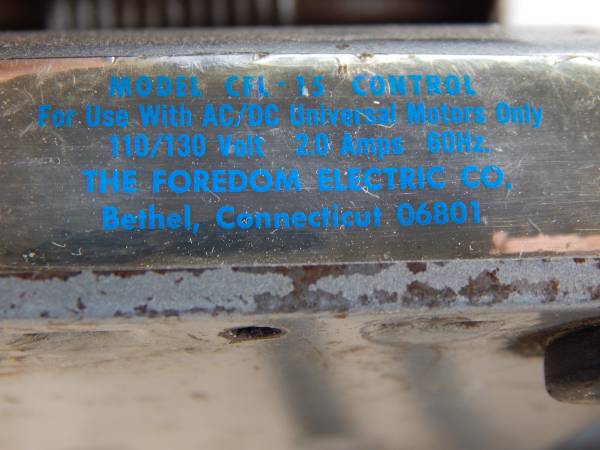 MODEL CFL-15 CONTROL
For Use With AC/DC Universal Motors Only
110/130 Volt 2.0 Amps 60Hz.
THE FOREDOM ELECTRIC CO.
Bethel, Connecticut 06801